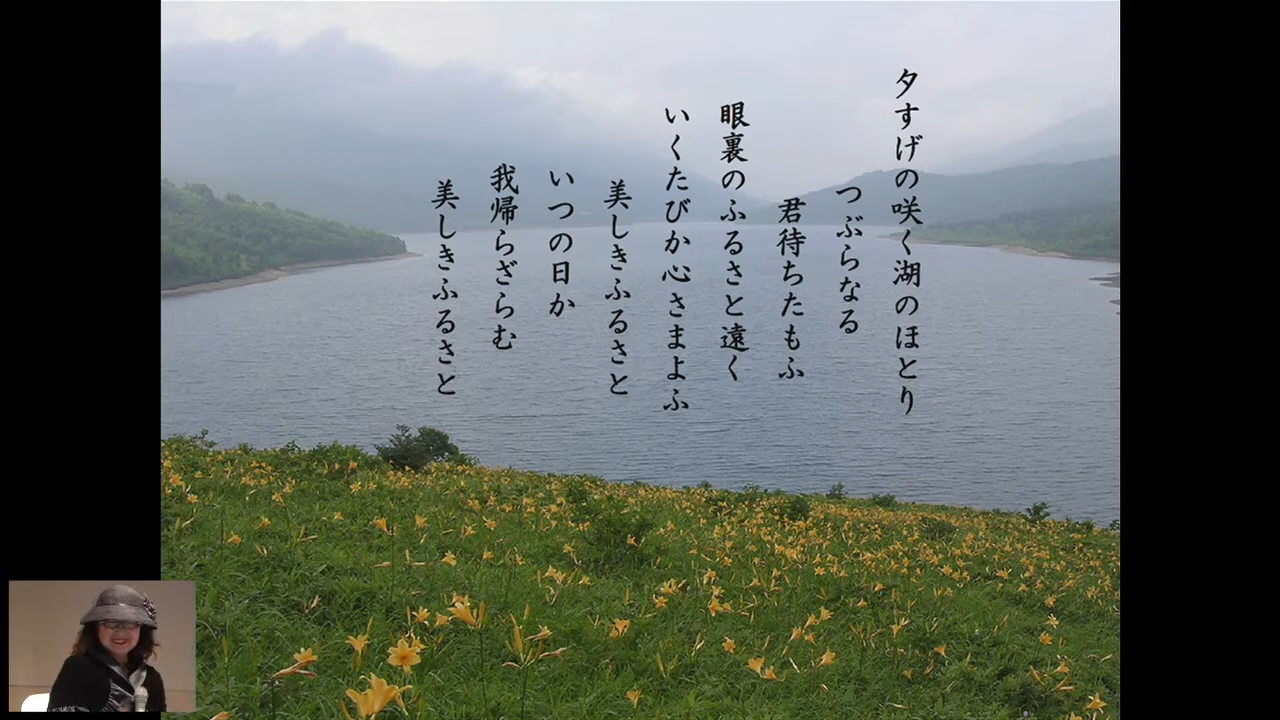 夕すげの咲く湖のほとり
つぶらなる
君待ちたもふ
眼裏のふるさと遠く
いくたびか心さまよふ
美しきふるさと
いつの日か
我帰らざらむ
美しきふるさと